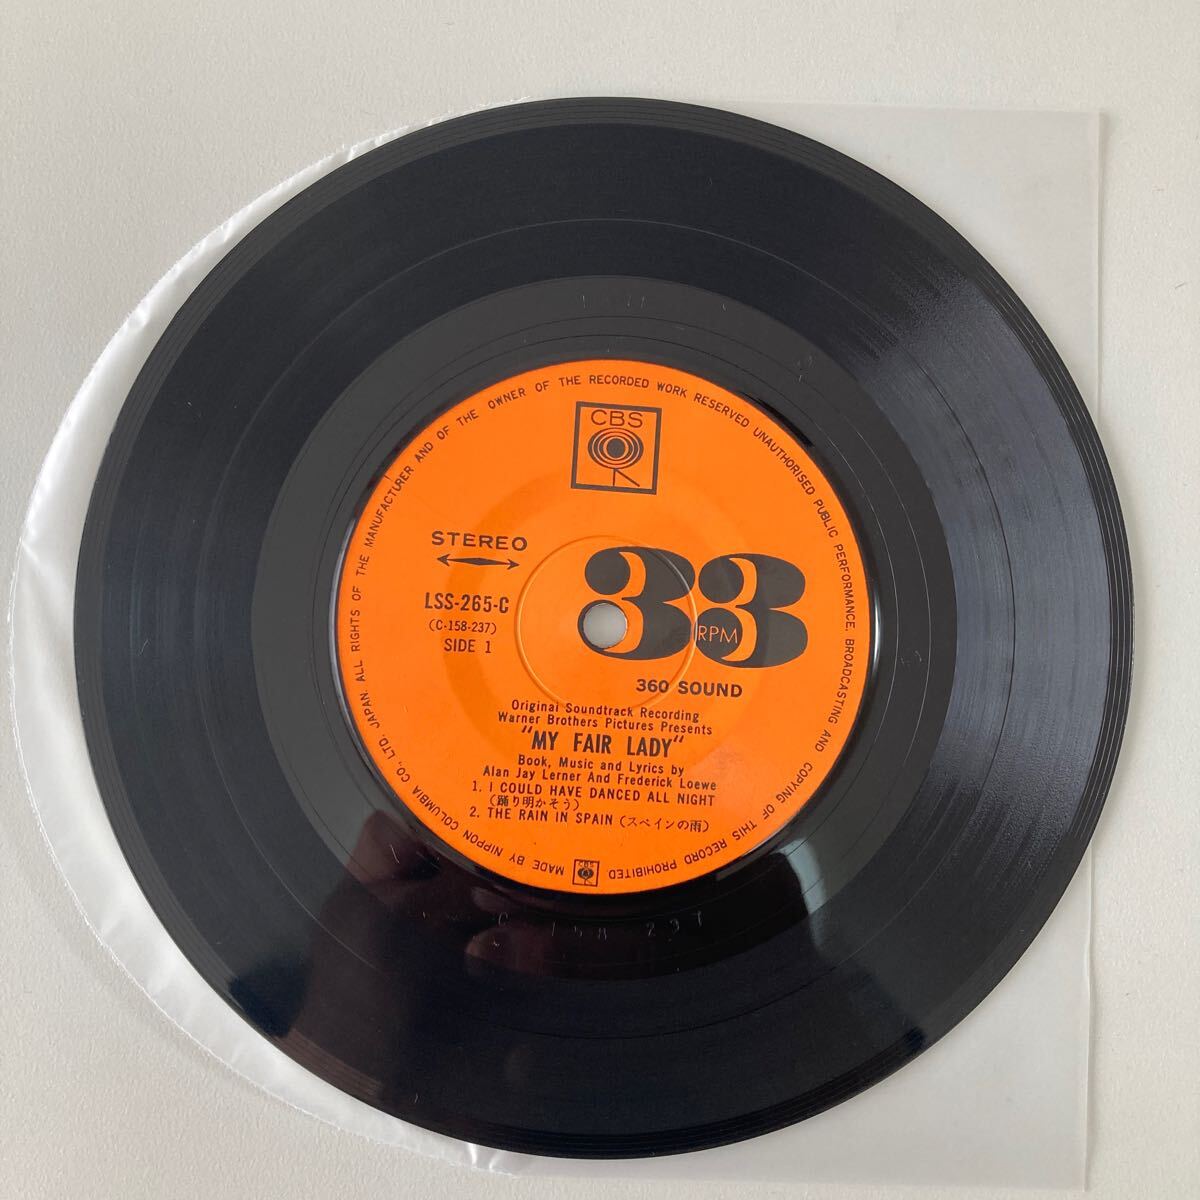 CBS
STEREO
33
RPM
LSS-265-C
(C-158-237)
SIDE 1
360 SOUND
Original Soundtrack Recording
Warner Brothers Pictures Presents
"MY FAIR LADY"
Book, Music and Lyrics by
Alan Jay Lerner And Frederick Loewe
1. I COULD HAVE DANCED ALL NIGHT
(踊り明かそう)
2. THE RAIN IN SPAIN (スペインの雨)
CBS
MADE BY NIPPON COLUMBIA CO., LTD. JAPAN. ALL RIGHTS OF THE MANUFACTURER AND OF THE OWNER OF THE RECORDED WORK RESERVED UNAUTHORISED PUBLIC PERFORMANCE, BROADCASTING AND COPYING OF THIS RECORD PROHIBITED
C 158 237